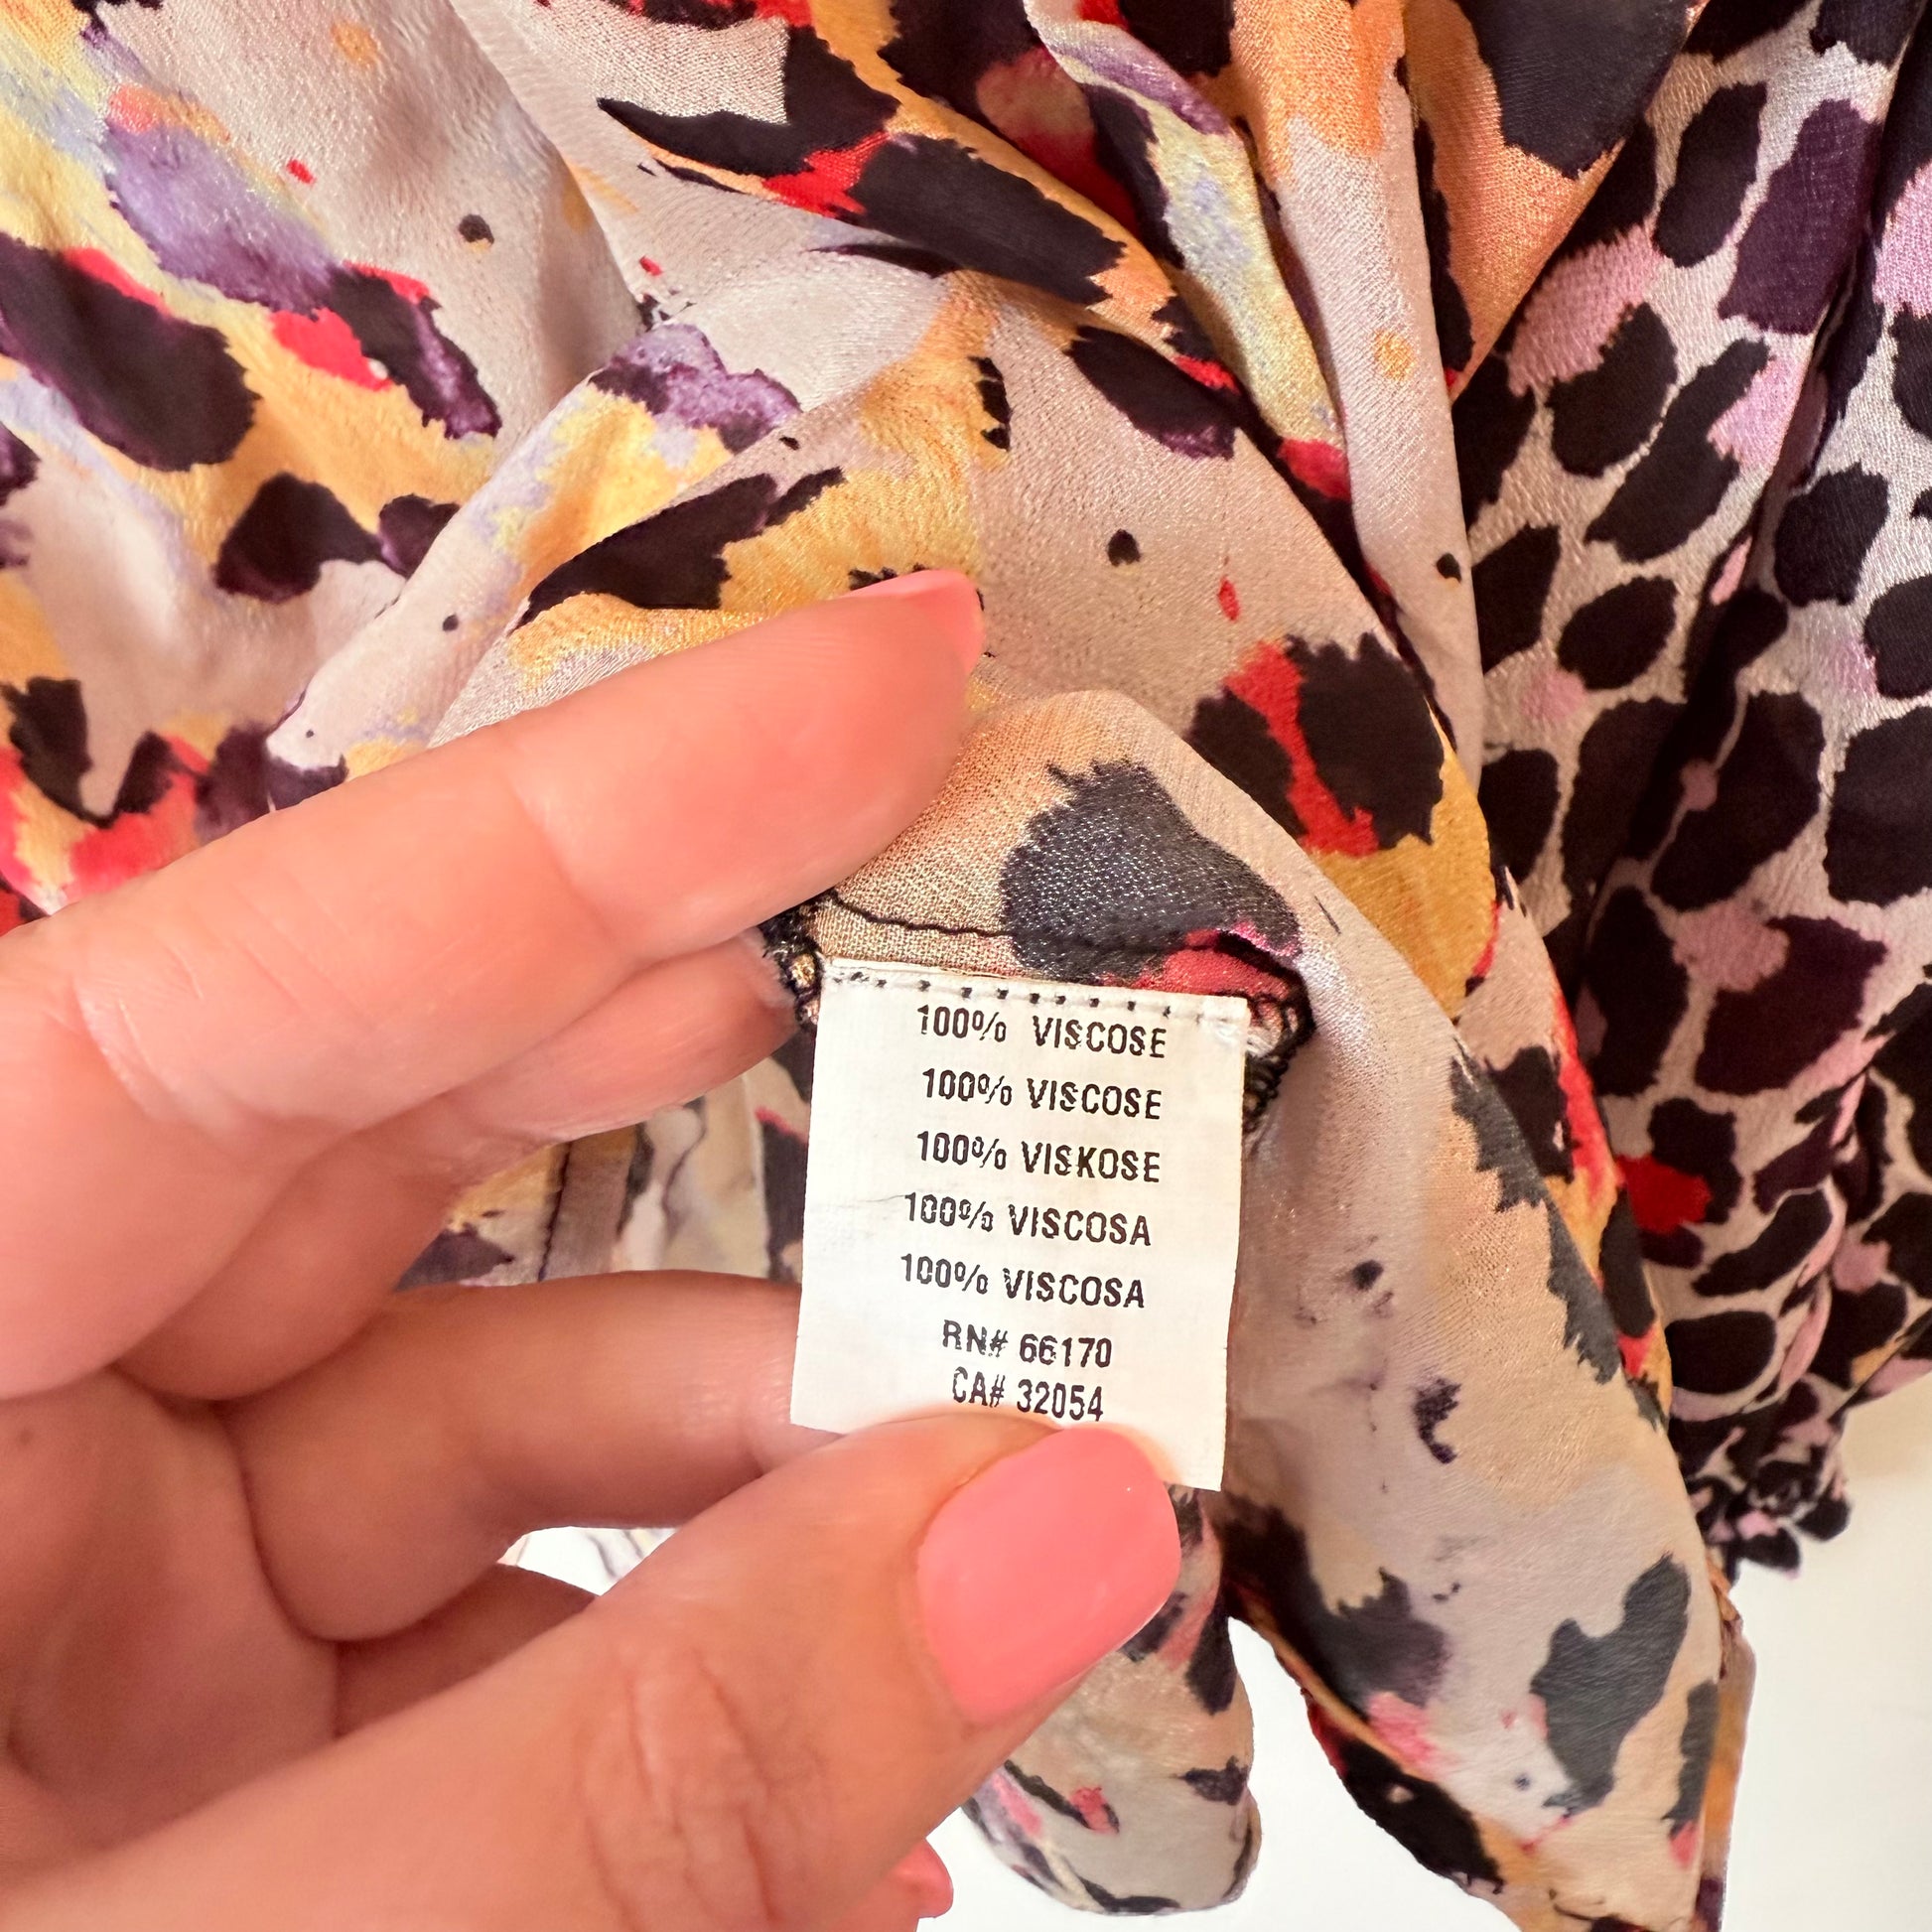 100% VISCOSE
100% VISCOSE
100% VISKOSE
100% VISCOSA
100% VISCOSA
RN# 66170
CA# 32054